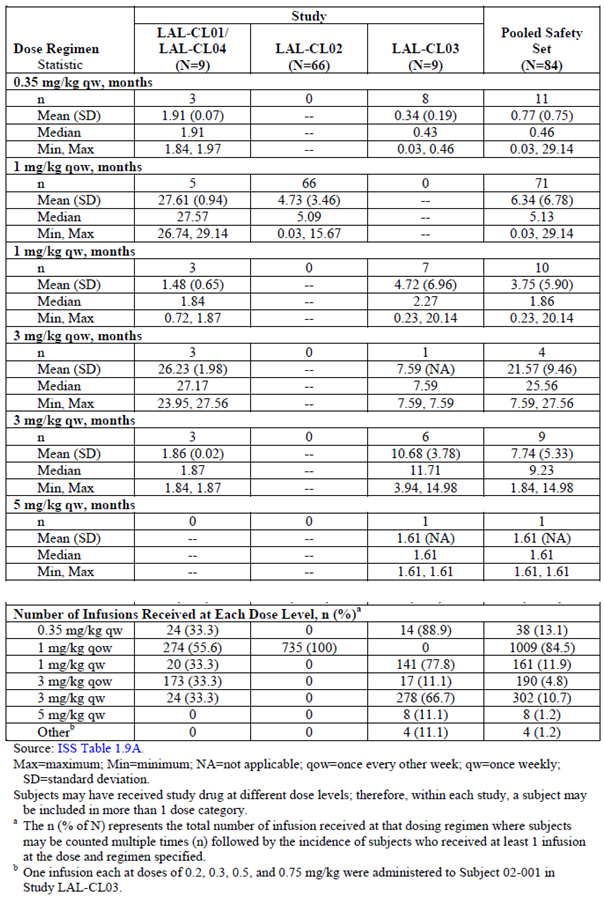 Study
Dose Regimen Statistic LAL-CL01/ LAL-CL04 (N=9) LAL-CL02 (N=66) LAL-CL03 (N=9) Pooled Safety Set (N=84)
0.35 mg/kg qw, months
n 3 0 8 11
Mean (SD) 1.91 (0.07) -- 0.34 (0.19) 0.77 (0.75)
Median 1.91 0.43 0.46
Min, Max 1.84, 1.97 -- 0.03, 0.46 0.03, 29.14
1 mg/kg qow, months
n 5 66 0 71
Mean (SD) 27.61 (0.94) 4.73 (3.46) -- 6.34 (6.78)
Median 27.57 5.09 5.13
Min, Max 26.74, 29.14 0.03, 15.67 -- 0.03, 29.14
1 mg/kg qw, months
n 3 0 7 10
Mean (SD) 1.48 (0.65) -- 4.72 (6.96) 3.75 (5.90)
Median 1.84 2.27 1.86
Min, Max 0.72, 1.87 -- 0.23, 20.14 0.23, 20.14
3 mg/kg qow, months
n 3 0 1 4
Mean (SD) 26.23 (1.98) -- 7.59 (NA) 21.57 (9.46)
Median 27.17 7.59 25.56
Min, Max 23.95, 27.56 -- 7.59, 7.59 7.59, 27.56
3 mg/kg qw, months
n 3 0 6 9
Mean (SD) 1.86 (0.02) -- 10.68 (3.78) 7.74 (5.33)
Median 1.87 11.71 9.23
Min, Max 1.84, 1.87 -- 3.94, 14.98 1.84, 14.98
5 mg/kg qw, months
n 0 0 1 1
Mean (SD) -- -- 1.61 (NA) 1.61 (NA)
Median 1.61 1.61
Min, Max -- -- 1.61, 1.61 1.61, 1.61
Number of Infusions Received at Each Dose Level, n (%)a
0.35 mg/kg qw 24 (33.3) 0 14 (88.9) 38 (13.1)
1 mg/kg qow 274 (55.6) 735 (100) 0 1009 (84.5)
1 mg/kg qw 20 (33.3) 0 141 (77.8) 161 (11.9)
3 mg/kg qow 173 (33.3) 0 17 (11.1) 190 (4.8)
3 mg/kg qw 24 (33.3) 0 278 (66.7) 302 (10.7)
5 mg/kg qw 0 0 8 (11.1) 8 (1.2)
Otherb 0 0 4 (11.1) 4 (1.2)
Source: ISS Table 1.9A.
Max=maximum; Min=minimum; NA=not applicable; qow=once every other week; qw=once weekly;
SD=standard deviation.
Subjects may have received study drug at different dose levels; therefore, within each study, a subject may
be included in more than 1 dose category.
a The n (% of N) represents the total number of infusion received at that dosing regimen where subjects
may be counted multiple times (n) followed by the incidence of subjects who received at least 1 infusion
at the dose and regimen specified.
b One infusion each at doses of 0.2, 0.3, 0.5, and 0.75 mg/kg were administered to Subject 02-001 in
Study LAL-CL03.